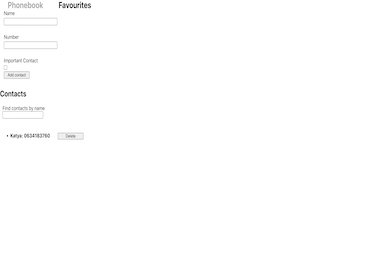 Phonebook Favourites
Name
Number
Important Contact
Add contact
Contacts
Find contacts by name
• Katya: 0634183760 Delete